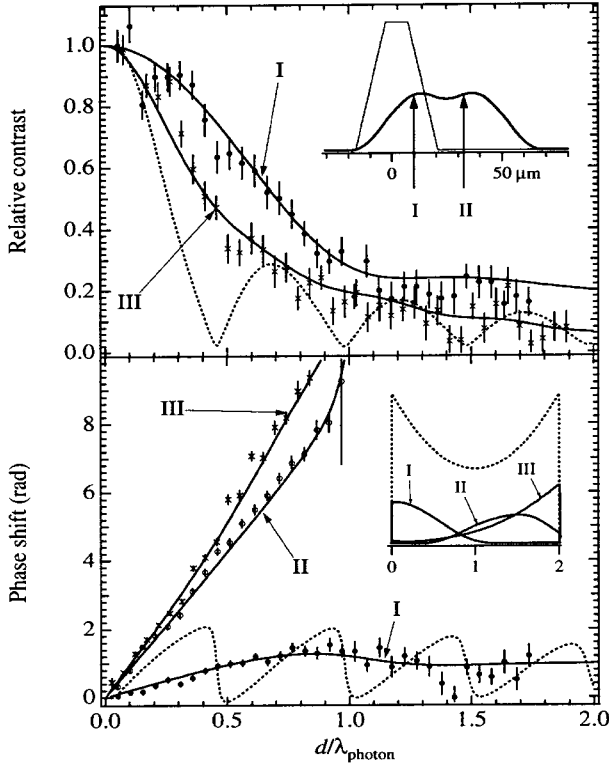 Relative contrast
1.0
0.8
0.6
0.4
0.2
0.0
I
III
0
50 μm
I
II
Phase shift (rad)
8
6
4
2
0
III
II
I
I
II
III
0
1
2
0.0
0.5
1.0
1.5
2.0
d/λphoton